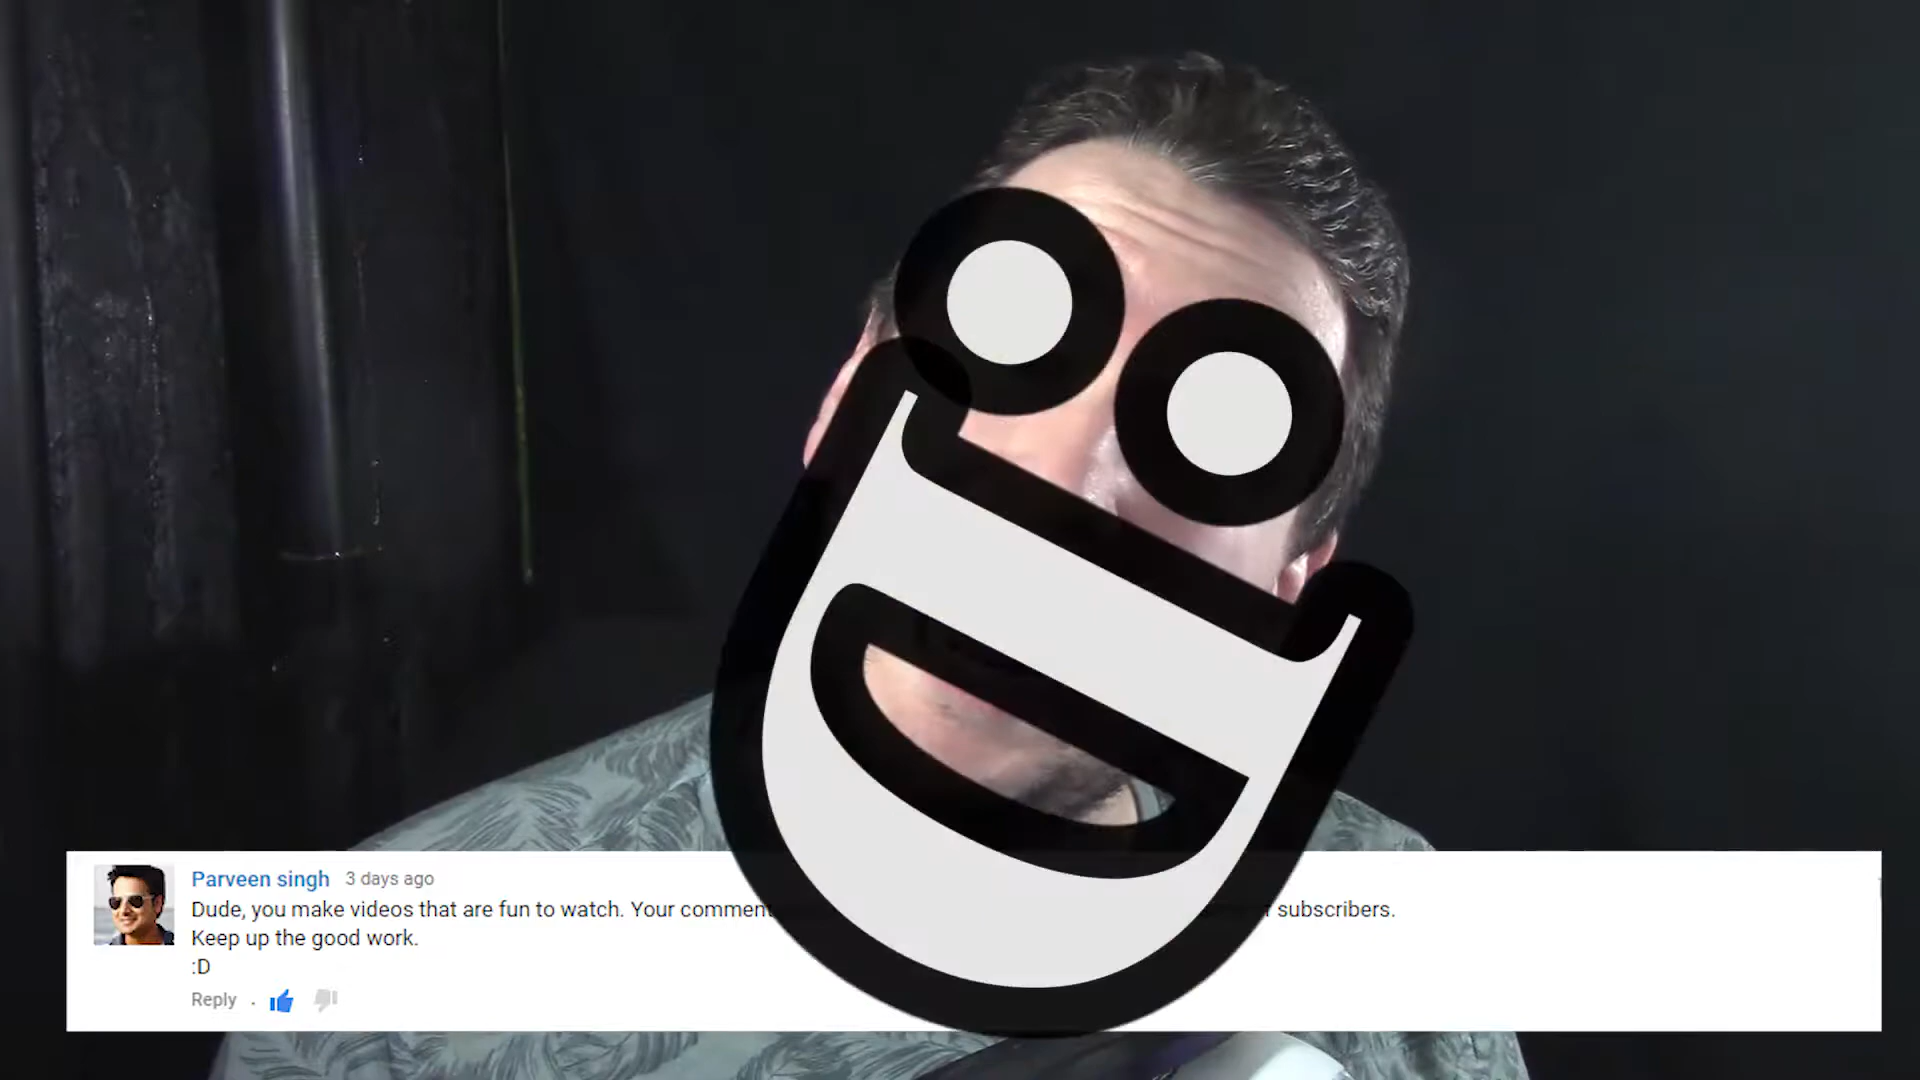 Parveen singh 3 days ago
Dude, you make videos that are fun to watch. Your comment subscribers.
Keep up the good work.
:D
Reply